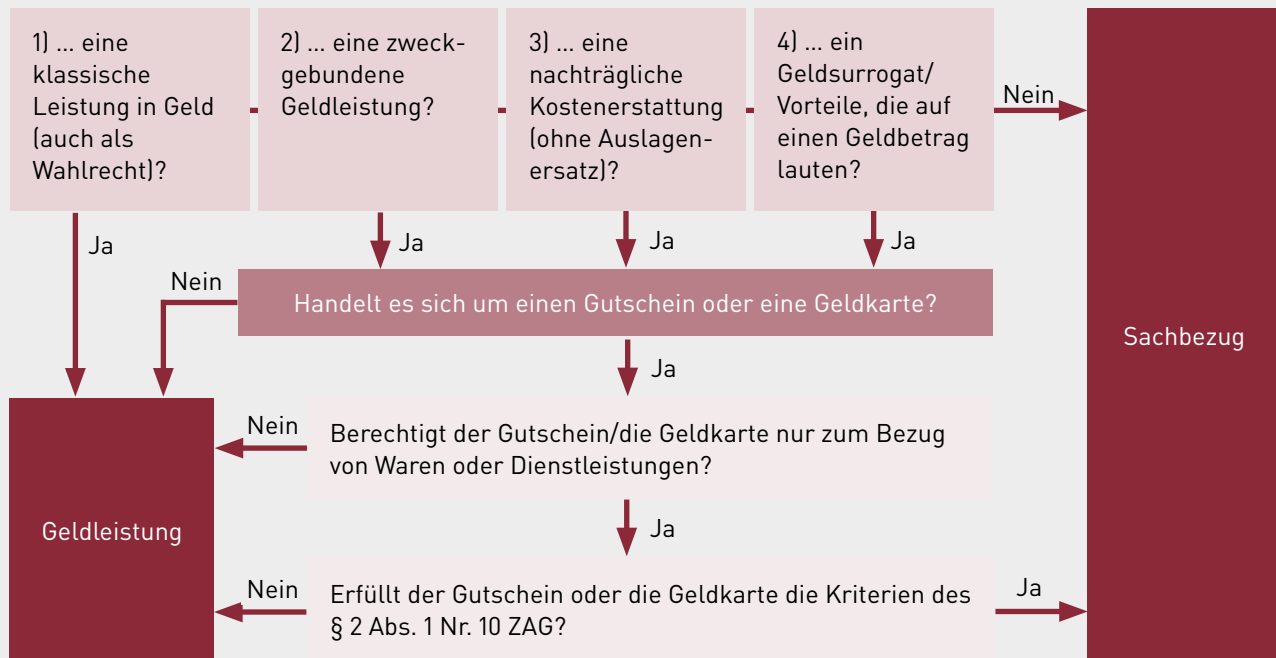 1) ... eine
klassische
Leistung in Geld
(auch als
Wahlrecht)?
2) ... eine zweck-
gebundene
Geldleistung?
3) ... eine
nachträgliche
Kostenerstattung
(ohne Auslagen-
ersatz)?
4) ... ein
Geldsurrogat/
Vorteile, die auf
einen Geldbetrag
lauten?
Nein
Ja
Ja
Ja
Ja
Nein
Handelt es sich um einen Gutschein oder eine Geldkarte?
Sachbezug
Ja
Nein
Berechtigt der Gutschein/die Geldkarte nur zum Bezug
von Waren oder Dienstleistungen?
Geldleistung
Ja
Nein
Erfüllt der Gutschein oder die Geldkarte die Kriterien des
§ 2 Abs. 1 Nr. 10 ZAG?
Ja